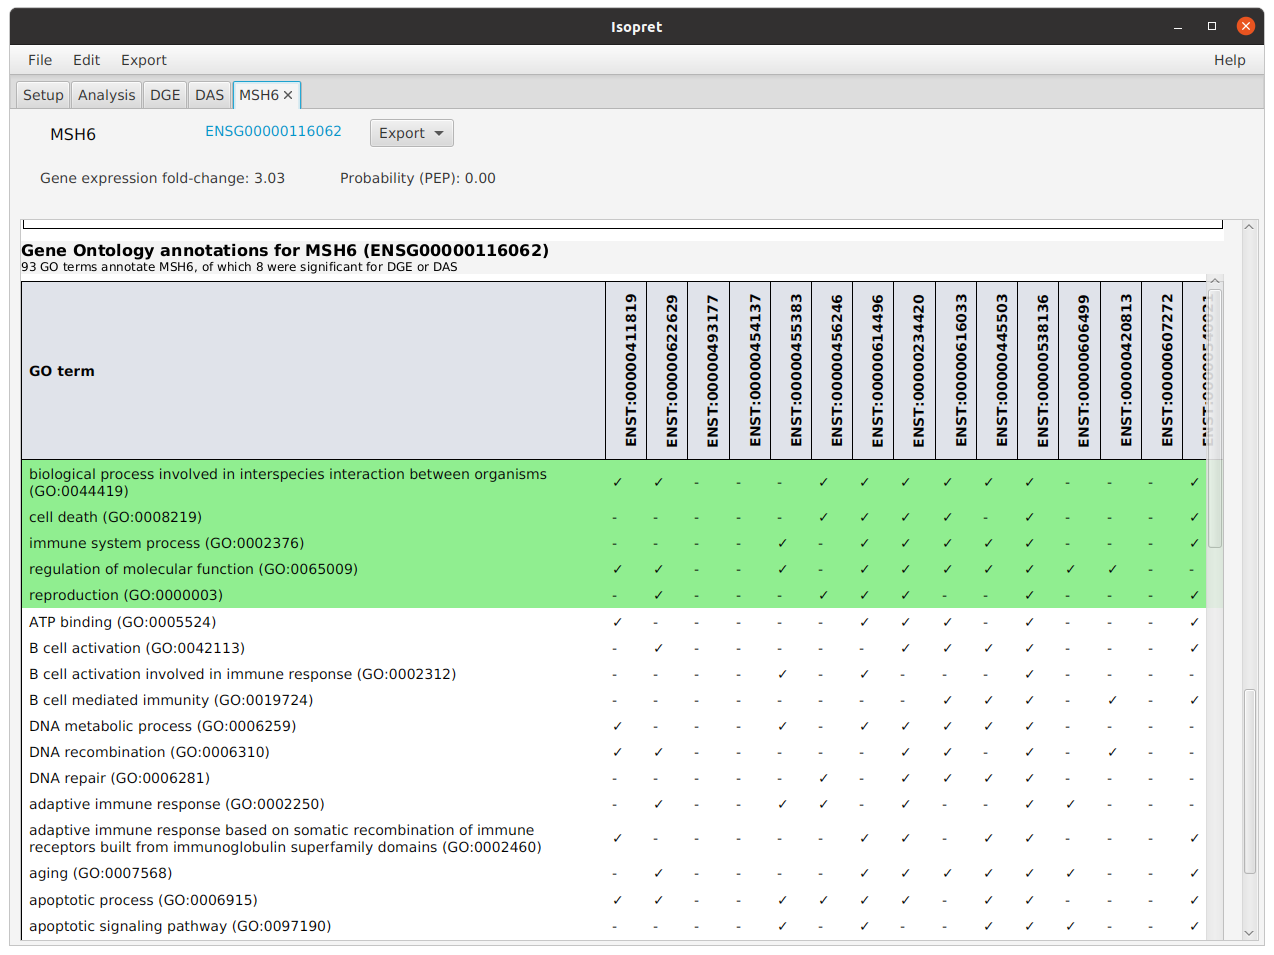 Isopret
File Edit Export Help
Setup Analysis DGE DAS MSH6 ✕
MSH6 ENSG00000116062 Export
Gene expression fold-change: 3.03 Probability (PEP): 0.00
Gene Ontology annotations for MSH6 (ENSG00000116062)
93 GO terms annotate MSH6, of which 8 were significant for DGE or DAS
GO term ENST:00000411819 ENST:00000622629 ENST:00000493177 ENST:00000454137 ENST:00000455383 ENST:00000456246 ENST:00000614496 ENST:00000234420 ENST:00000616033 ENST:00000445503 ENST:00000538136 ENST:00000606499 ENST:00000420813 ENST:00000607272
biological process involved in interspecies interaction between organisms
(GO:0044419) ✓ ✓ - - - ✓ ✓ ✓ ✓ ✓ ✓ - - - ✓
cell death (GO:0008219) - - - - - ✓ ✓ ✓ ✓ - ✓ - - - ✓
immune system process (GO:0002376) - - - - ✓ - ✓ ✓ ✓ ✓ ✓ - - - ✓
regulation of molecular function (GO:0065009) ✓ ✓ - - ✓ - ✓ ✓ ✓ ✓ ✓ ✓ ✓ - -
reproduction (GO:0000003) - ✓ - - - ✓ ✓ ✓ - - ✓ - - - ✓
ATP binding (GO:0005524) ✓ - - - - - ✓ ✓ ✓ - ✓ - - - ✓
B cell activation (GO:0042113) - ✓ - - - - - ✓ ✓ ✓ ✓ - - - ✓
B cell activation involved in immune response (GO:0002312) - - - - ✓ - ✓ - - - ✓ - - - -
B cell mediated immunity (GO:0019724) - - - - - - - - ✓ ✓ ✓ - ✓ - ✓
DNA metabolic process (GO:0006259) ✓ - - - ✓ - ✓ ✓ ✓ ✓ ✓ - - - -
DNA recombination (GO:0006310) ✓ ✓ - - - - - ✓ ✓ - ✓ - ✓ - -
DNA repair (GO:0006281) - - - - - ✓ - ✓ ✓ ✓ ✓ - - - -
adaptive immune response (GO:0002250) - ✓ - - ✓ ✓ - ✓ - - ✓ ✓ - - -
adaptive immune response based on somatic recombination of immune
receptors built from immunoglobulin superfamily domains (GO:0002460) ✓ - - - - - ✓ ✓ - ✓ ✓ - - - ✓
aging (GO:0007568) - ✓ - - - - ✓ ✓ ✓ ✓ ✓ ✓ - - ✓
apoptotic process (GO:0006915) ✓ ✓ - - ✓ ✓ ✓ ✓ - ✓ ✓ - - - ✓
apoptotic signaling pathway (GO:0097190) - - - - ✓ - ✓ - - ✓ ✓ ✓ - - ✓